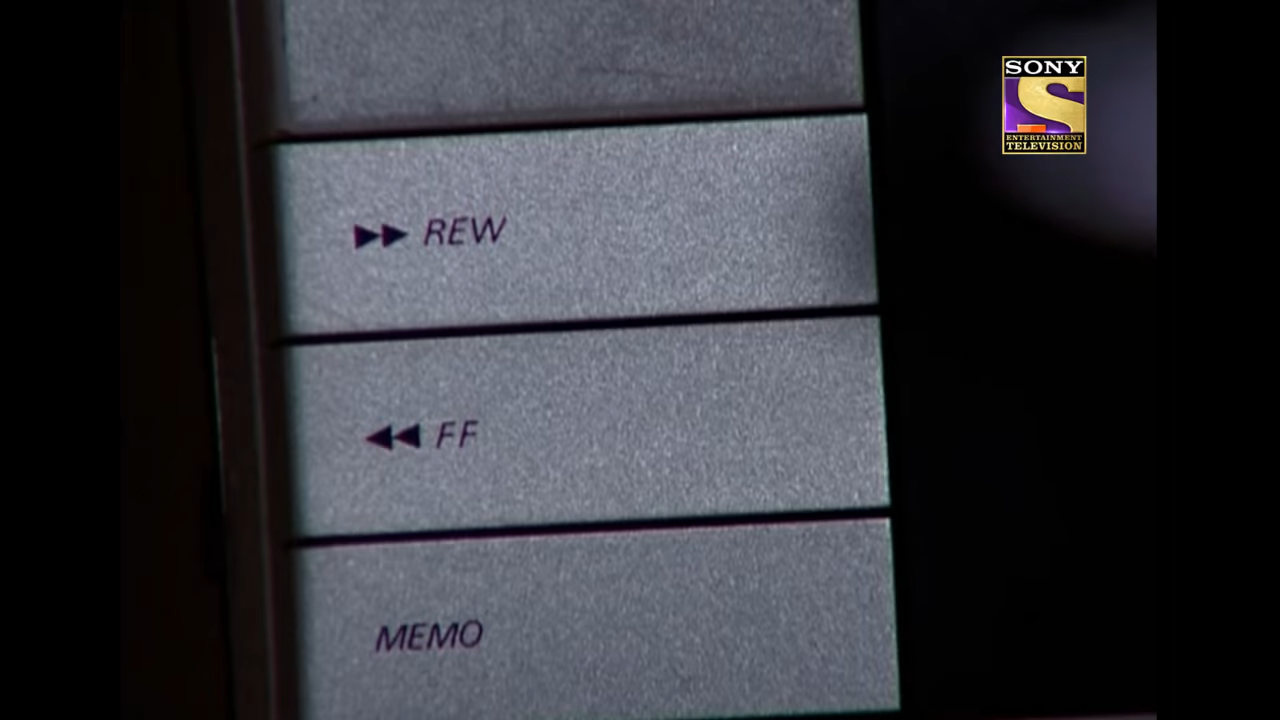 SONY
ENTERTAINMENT
TELEVISION
▶▶ REW
◀◀ FF
MEMO